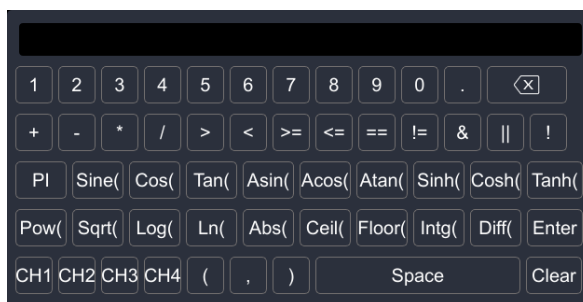 1 2 3 4 5 6 7 8 9 0 .
+ - * / > < >= <= == != & || !
PI Sine( Cos( Tan( Asin( Acos( Atan( Sinh( Cosh( Tanh(
Pow( Sqrt( Log( Ln( Abs( Ceil( Floor( Intg( Diff( Enter
CH1 CH2 CH3 CH4 ( , ) Space Clear